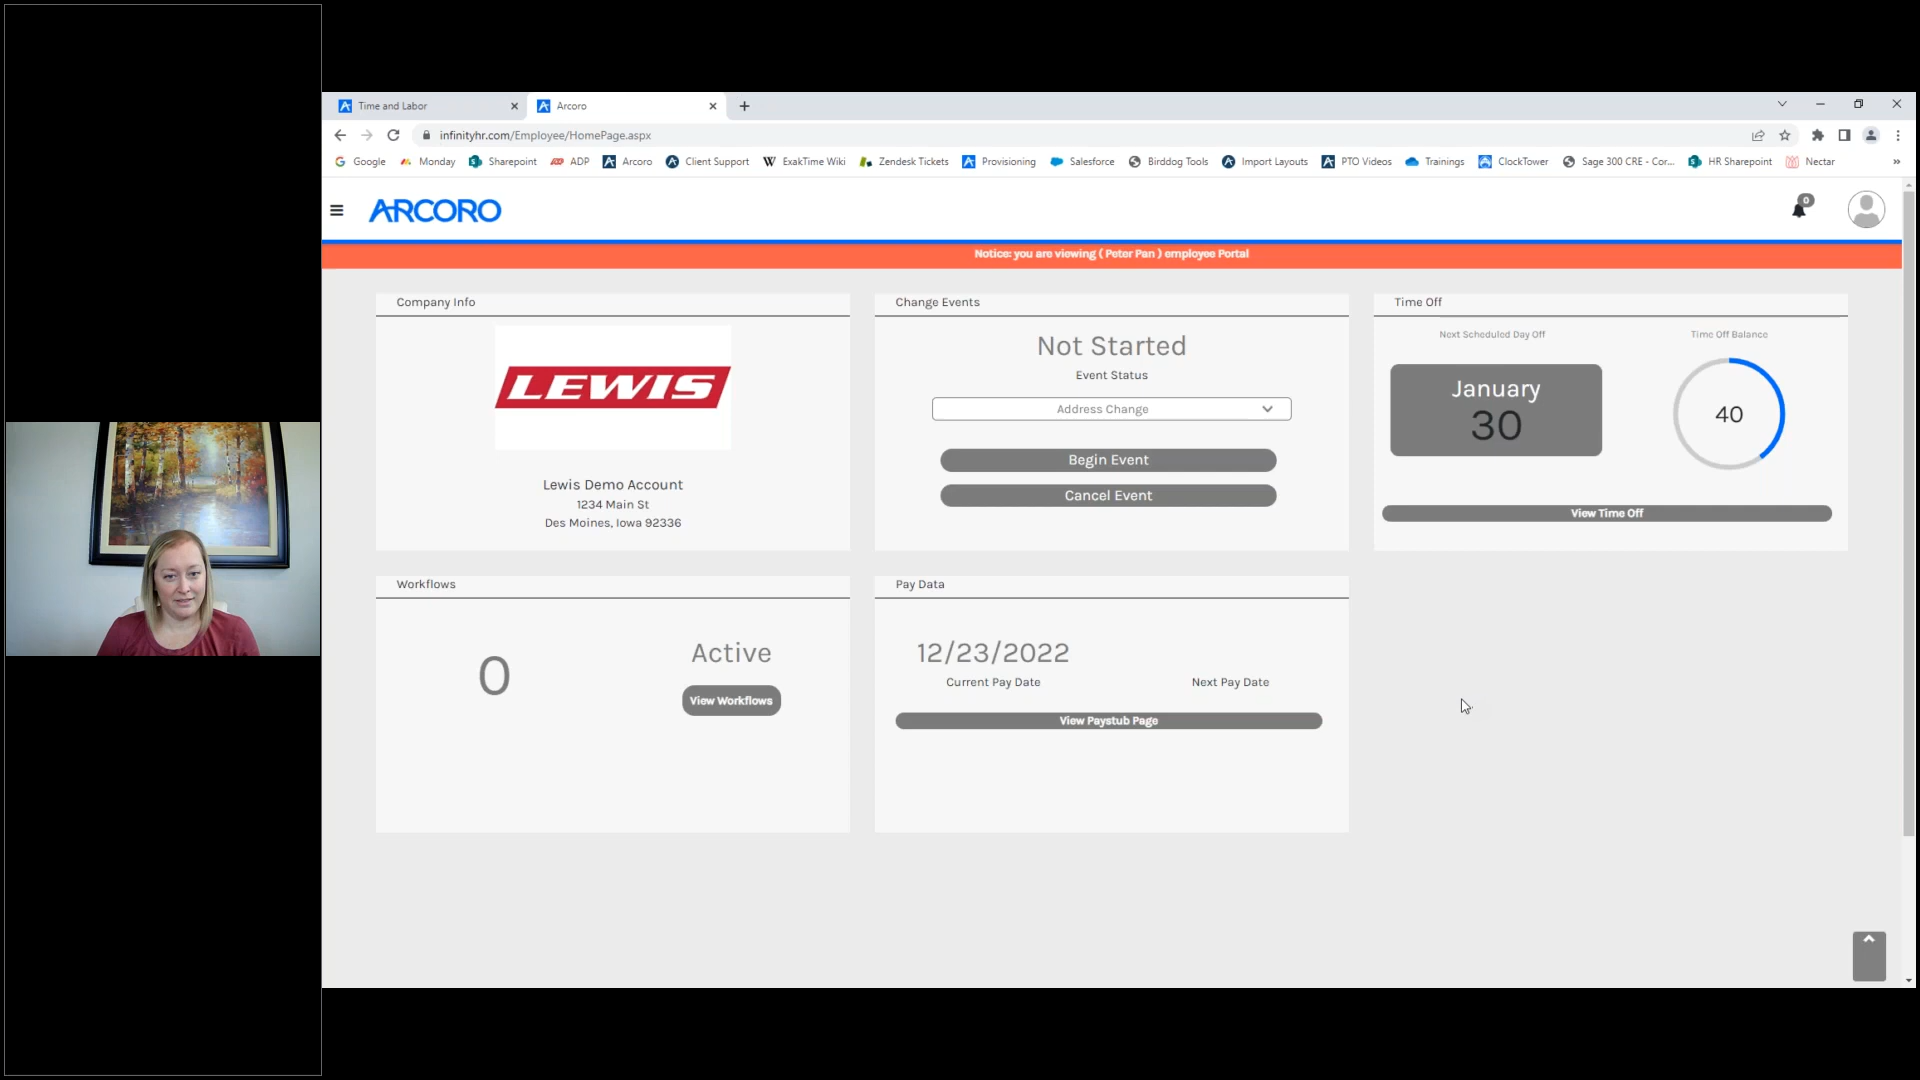 Time and Labor
Arcoro
infinityhr.com/Employee/HomePage.aspx
Google Monday Sharepoint ADP Arcoro Client Support ExakTime Wiki Zendesk Tickets Provisioning Salesforce Birddog Tools Import Layouts PTO Videos Trainings ClockTower Sage 300 CRE - Cor... HR Sharepoint Nectar »
ARCORO
0
Notice: you are viewing ( Peter Pan ) employee Portal
Company Info
LEWIS
Lewis Demo Account
1234 Main St
Des Moines, Iowa 92336
Change Events
Not Started
Event Status
Address Change
Begin Event
Cancel Event
Time Off
Next Scheduled Day Off
Time Off Balance
January
30
40
View Time Off
Workflows
0
Active
View Workflows
Pay Data
12/23/2022
Current Pay Date
Next Pay Date
View Paystub Page